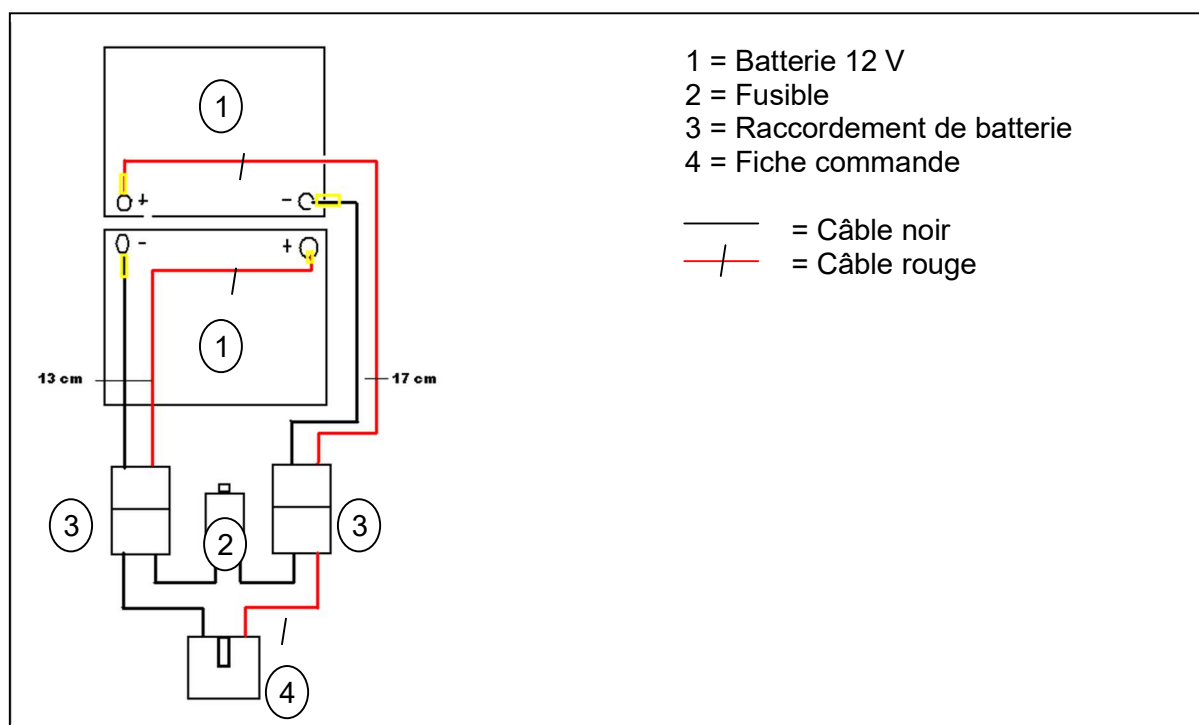 1 = Batterie 12 V
2 = Fusible
3 = Raccordement de batterie
4 = Fiche commande
= Câble noir
= Câble rouge
1
+ -
- +
1
13 cm 17 cm
3 2 3
4